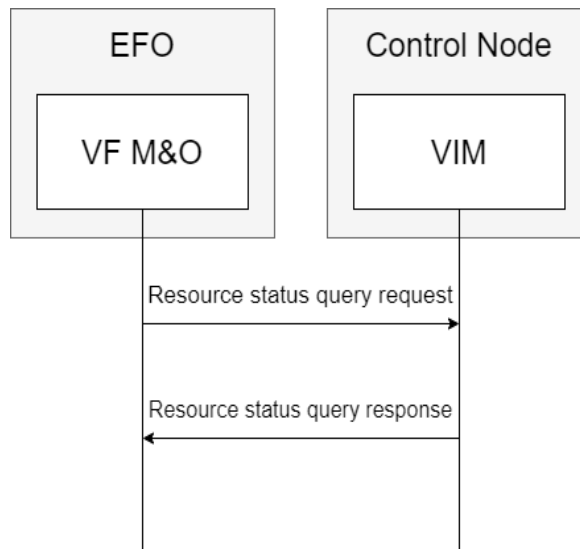 EFO
Control Node
VF M&O
VIM
Resource status query request
Resource status query response